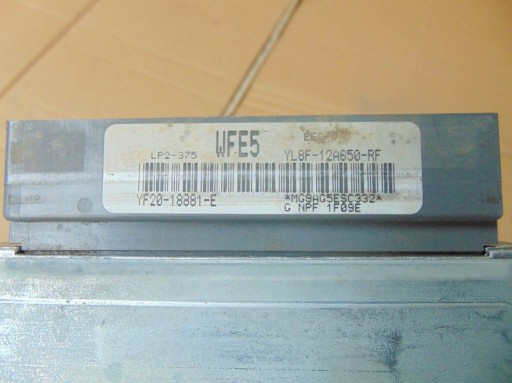 WFE5
LP2-375
YL8F-12A650-RF
YF20-18881-E
*MG9AG5ESC332*
G NPF 1F09E